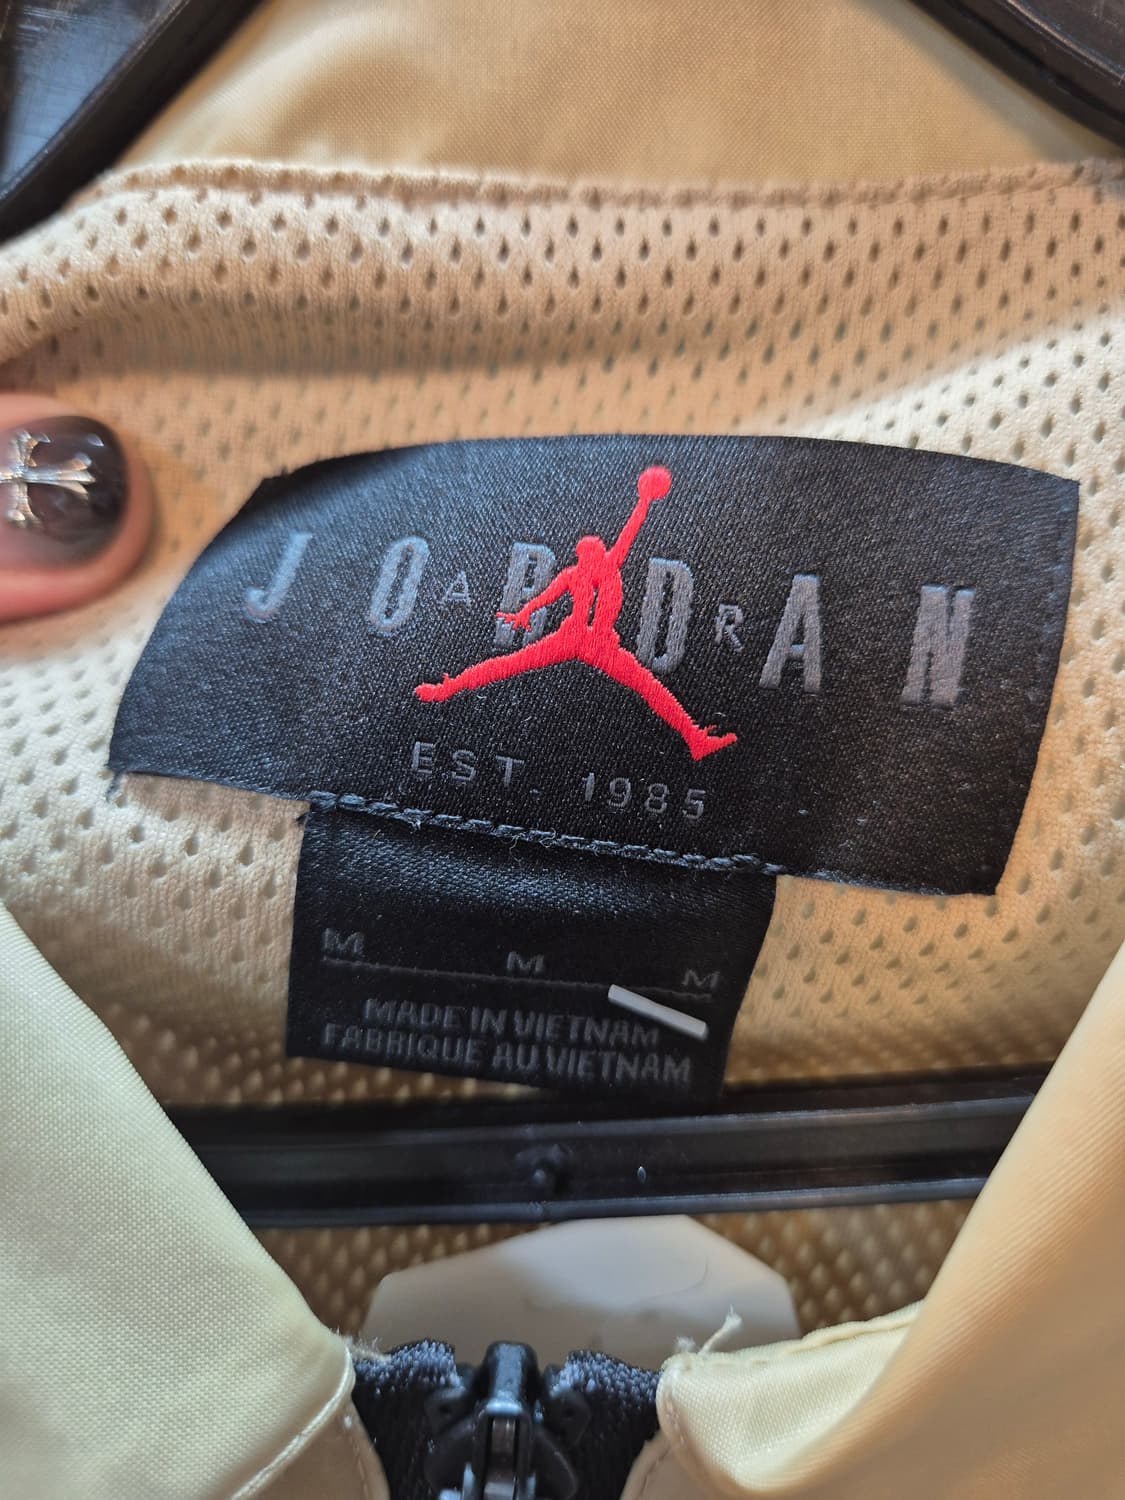 JORDAN
AIR
EST. 1985
M M M
MADE IN VIETNAM
FABRIQUE AU VIETNAM